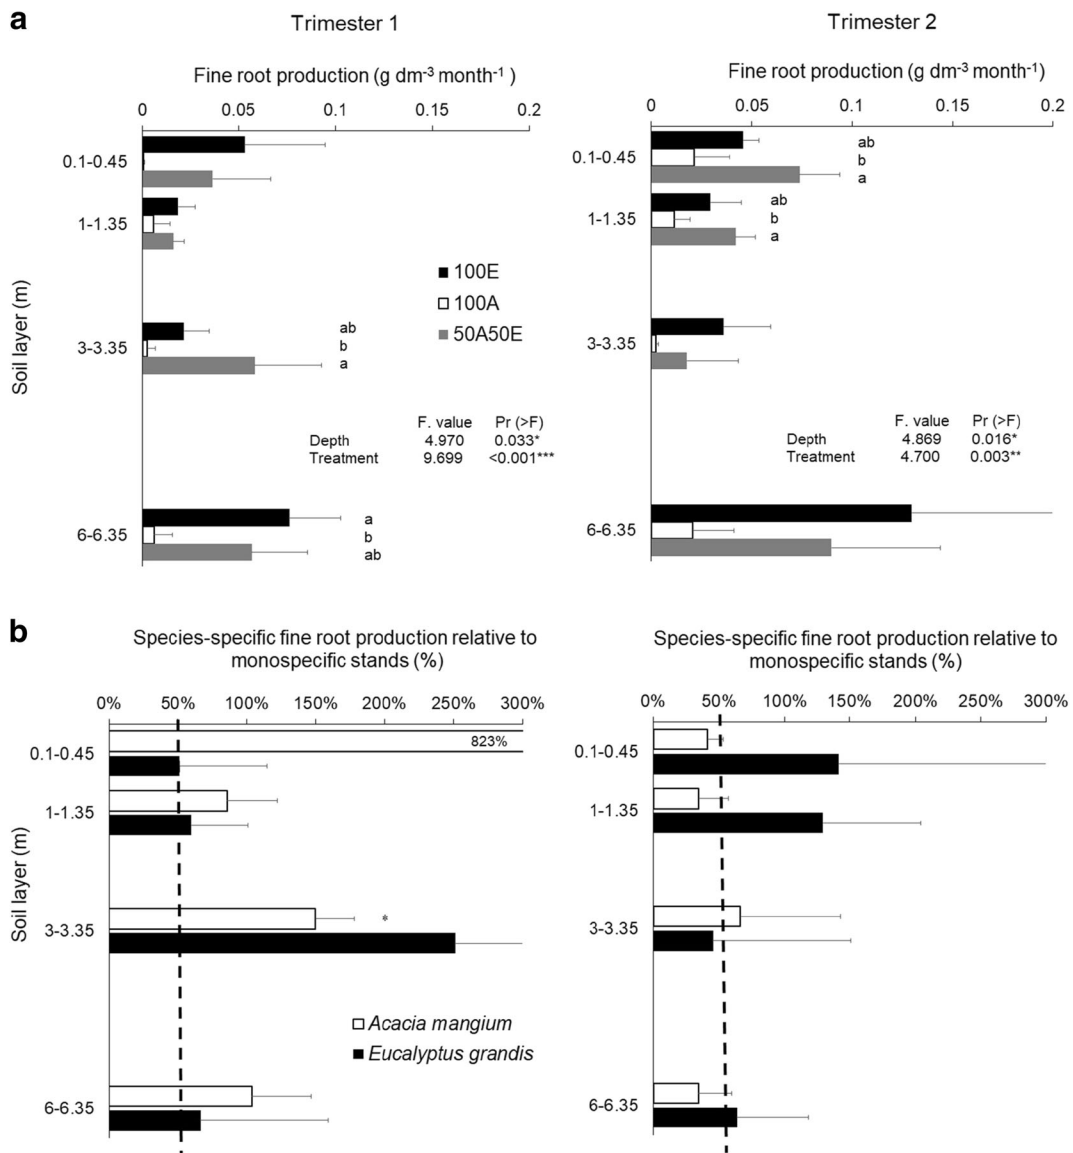 a
Trimester 1
Trimester 2
Fine root production (g dm-3 month-1 )
0 0.05 0.1 0.15 0.2
Fine root production (g dm-3 month-1)
0 0.05 0.1 0.15 0.2
Soil layer (m)
0.1-0.45
1-1.35
3-3.35
ab
b
a
6-6.35
a
b
ab
100E
100A
50A50E
F. value Pr (>F)
Depth 4.970 0.033*
Treatment 9.699 <0.001***
0.1-0.45
ab
b
a
1-1.35
ab
b
a
3-3.35
6-6.35
F. value Pr (>F)
Depth 4.869 0.016*
Treatment 4.700 0.003**
b
Species-specific fine root production relative to
monospecific stands (%)
0% 50% 100% 150% 200% 250% 300%
Soil layer (m)
0.1-0.45
823%
1-1.35
3-3.35
*
6-6.35
Acacia mangium
Eucalyptus grandis
Species-specific fine root production relative to
monospecific stands (%)
0% 50% 100% 150% 200% 250% 300%
0.1-0.45
1-1.35
3-3.35
6-6.35